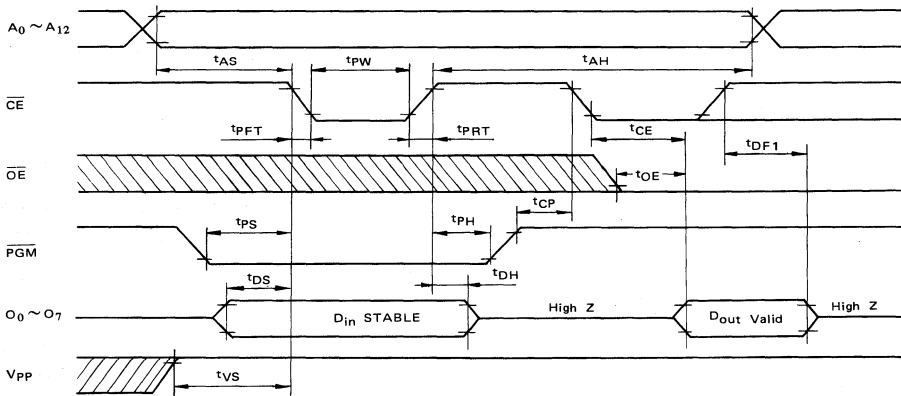 A0 ~ A12
tAS
tPW
tAH
CE
tPFT
tPRT
tCE
tDF1
OE
tOE
tCP
tPS
tPH
PGM
tDS
tDH
O0 ~ O7
Din STABLE
High Z
Dout Valid
High Z
VPP
tVS